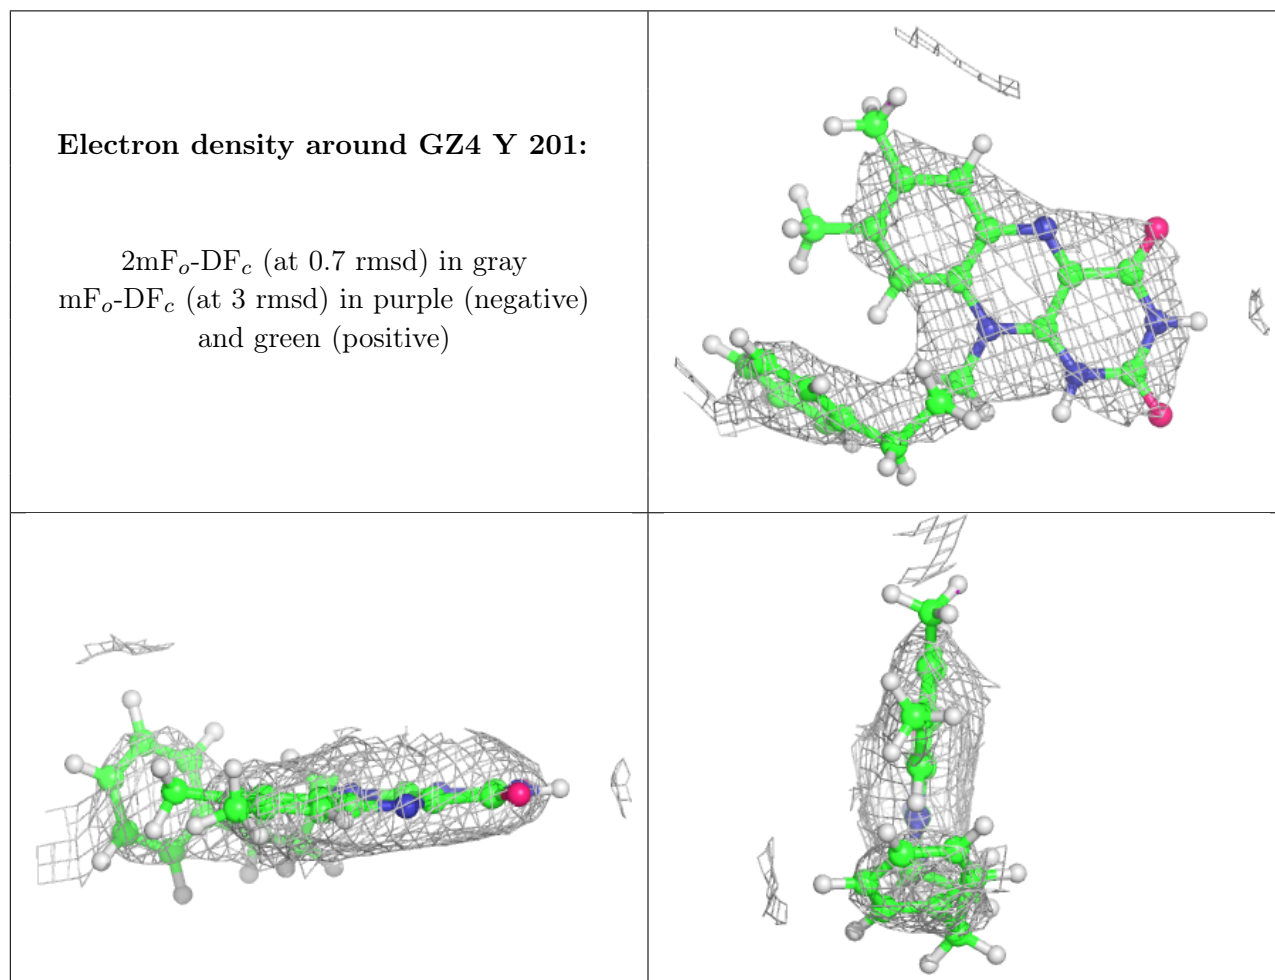 Electron density around GZ4 Y 201:
2mFo-DFc (at 0.7 rmsd) in gray
mFo-DFc (at 3 rmsd) in purple (negative)
and green (positive)